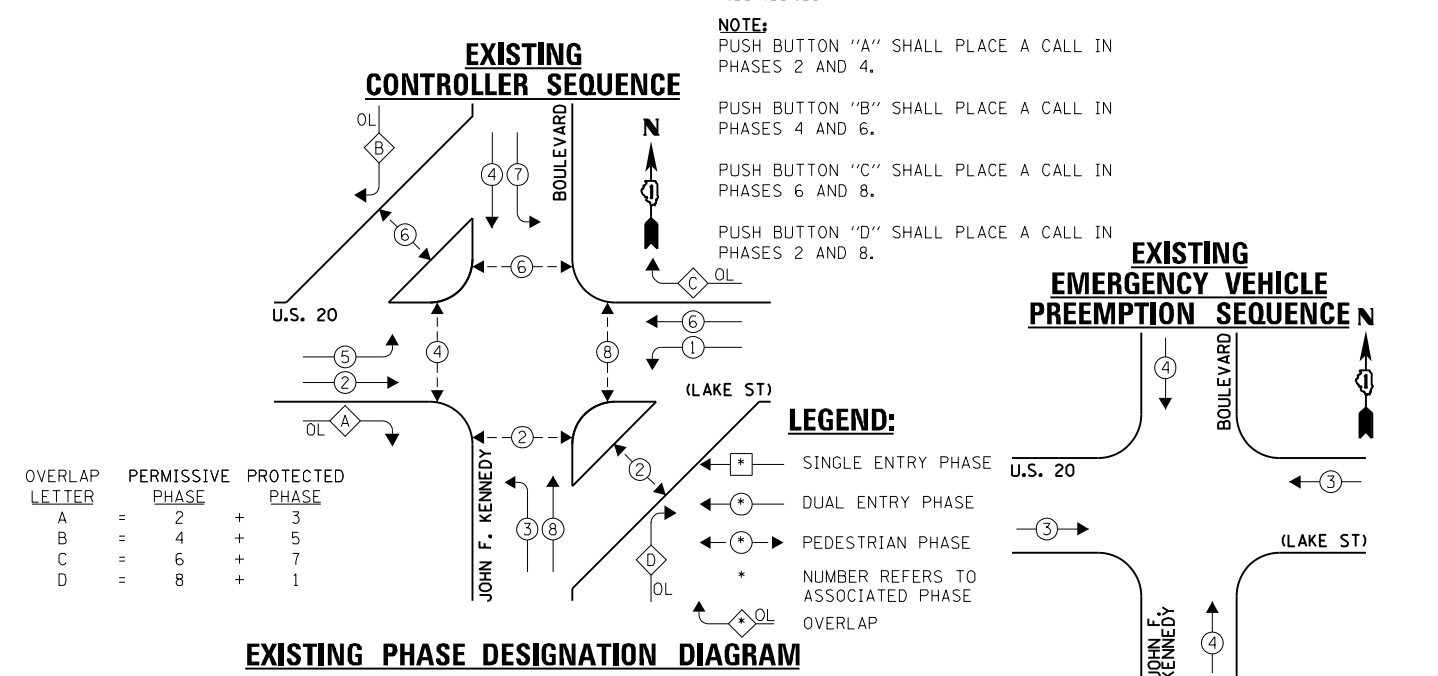 NOTE:
PUSH BUTTON "A" SHALL PLACE A CALL IN
PHASES 2 AND 4.
PUSH BUTTON "B" SHALL PLACE A CALL IN
PHASES 4 AND 6.
PUSH BUTTON "C" SHALL PLACE A CALL IN
PHASES 6 AND 8.
PUSH BUTTON "D" SHALL PLACE A CALL IN
PHASES 2 AND 8.
EXISTING
CONTROLLER SEQUENCE
OL
B
4
7
BOULEVARD
N
1
6
6
C
OL
U.S. 20
5
2
4
8
6
1
(LAKE ST)
OL
A
2
2
JOHN F. KENNEDY
3
8
D
OL
OVERLAP PERMISSIVE PROTECTED
LETTER PHASE PHASE
A = 2 + 3
B = 4 + 5
C = 6 + 7
D = 8 + 1
LEGEND:
* SINGLE ENTRY PHASE
* DUAL ENTRY PHASE
* PEDESTRIAN PHASE
* NUMBER REFERS TO
ASSOCIATED PHASE
* OL OVERLAP
EXISTING PHASE DESIGNATION DIAGRAM
EXISTING
EMERGENCY VEHICLE
PREEMPTION SEQUENCE
N
1
4
BOULEVARD
U.S. 20
3
3
(LAKE ST)
JOHN F.
KENNEDY
4